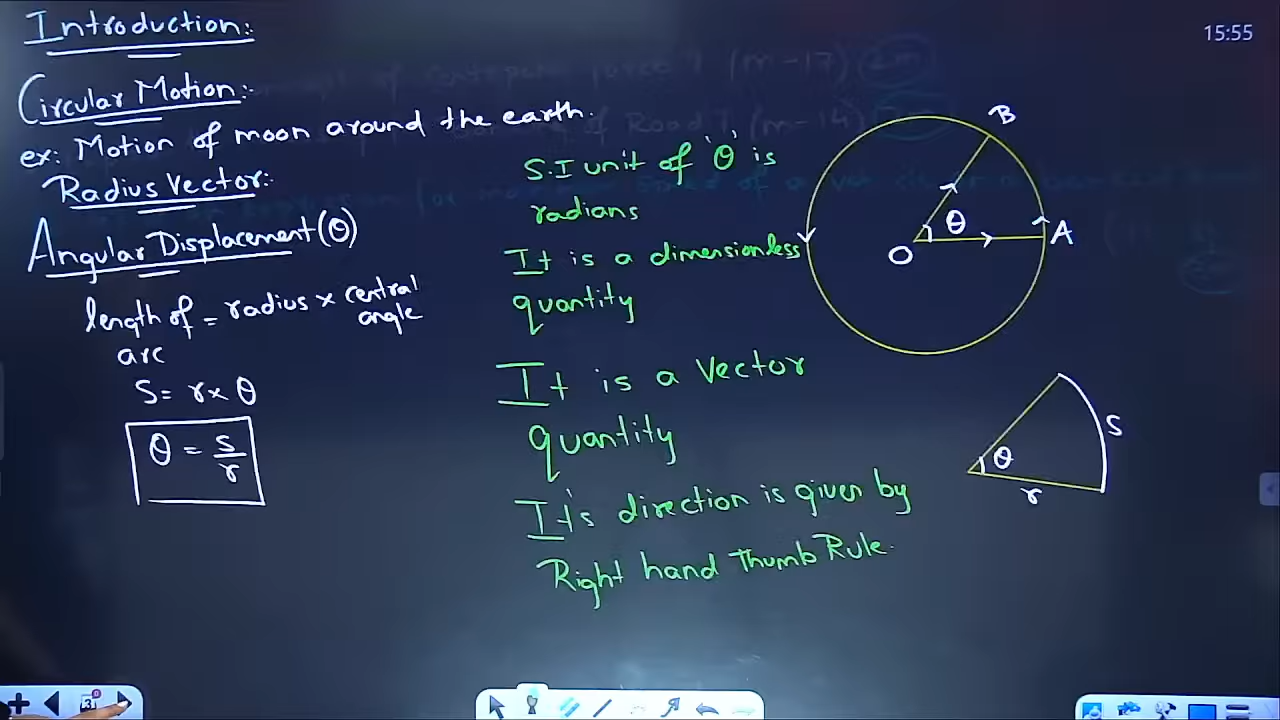 Introduction:
Circular Motion:
ex: Motion of moon around the earth.
Radius Vector:
Angular Displacement (θ)
length of = radius × central
angle
arc
S = r × θ
θ = s/r
S.I unit of 'θ' is
radians
It is a dimensionless
quantity
It is a Vector
quantity
It's direction is given by
Right hand Thumb Rule.
15:55
B
θ
A
O
S
θ
r